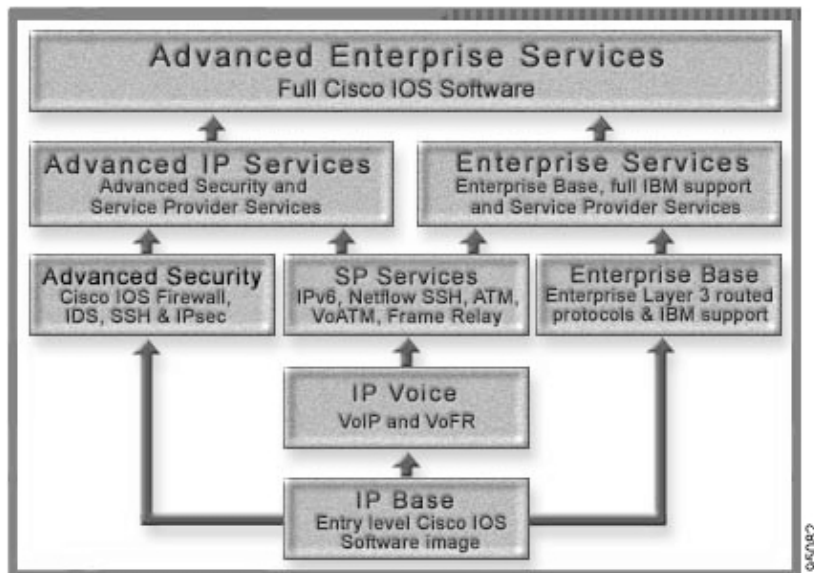 Advanced Enterprise Services
Full Cisco IOS Software
Advanced IP Services
Advanced Security and
Service Provider Services
Enterprise Services
Enterprise Base, full IBM support
and Service Provider Services
Advanced Security
Cisco IOS Firewall,
IDS, SSH & IPsec
SP Services
IPv6, Netflow SSH, ATM,
VoATM, Frame Relay
Enterprise Base
Enterprise Layer 3 routed
protocols & IBM support
IP Voice
VoIP and VoFR
IP Base
Entry level Cisco IOS
Software image
95082